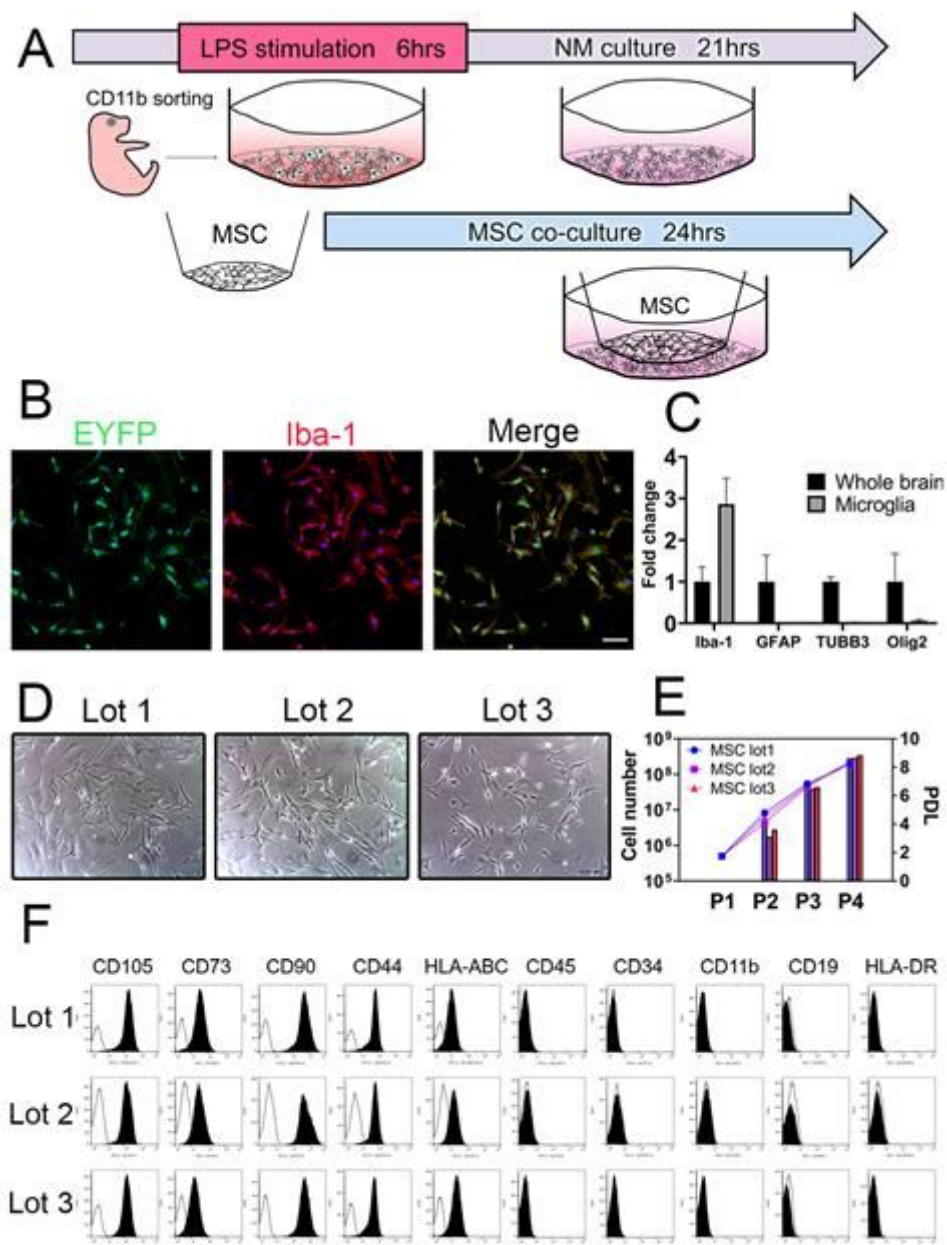 A
LPS stimulation 6hrs
NM culture 21hrs
CD11b sorting
MSC
MSC co-culture 24hrs
MSC
B
EYFP
Iba-1
Merge
C
Fold change
4
3
2
1
0
Whole brain
Microglia
Iba-1 GFAP TUBB3 Olig2
D
Lot 1
Lot 2
Lot 3
E
Cell number
10⁹
10⁸
10⁷
10⁶
10⁵
MSC lot1
MSC lot2
MSC lot3
10
8
6
4
2
0
PDL
P1 P2 P3 P4
F
CD105 CD73 CD90 CD44 HLA-ABC CD45 CD34 CD11b CD19 HLA-DR
Lot 1
Lot 2
Lot 3